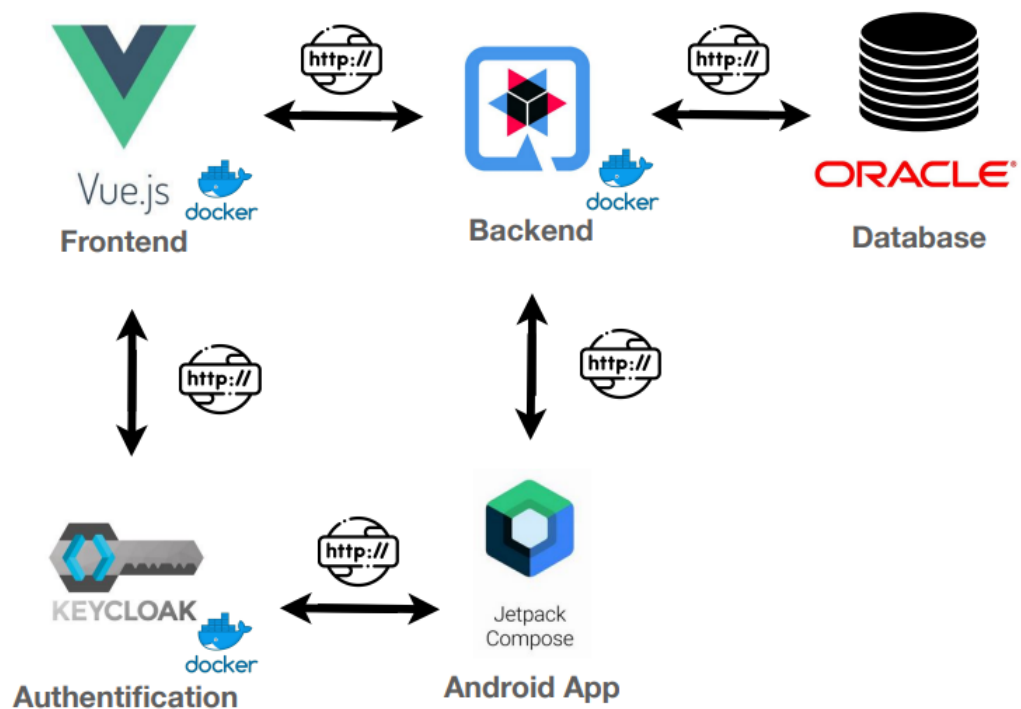 http://
http://
Vue.js
docker
Frontend
docker
Backend
ORACLE®
Database
http://
http://
KEYCLOAK
docker
Authentification
http://
Jetpack
Compose
Android App